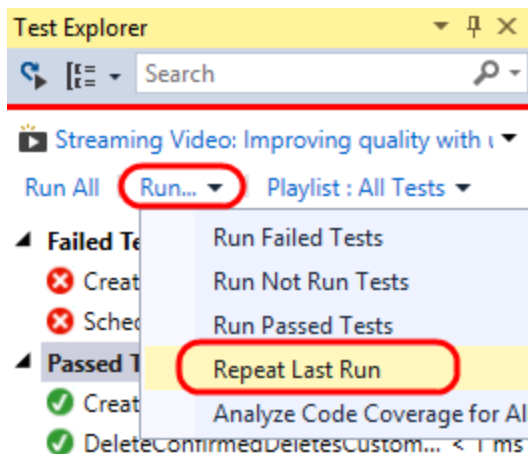 Test Explorer
Search
Streaming Video: Improving quality with
Run All Run... Playlist : All Tests
Failed
Run Failed Tests
Creat
Run Not Run Tests
Sched
Run Passed Tests
Passed
Repeat Last Run
Creat
Analyze Code Coverage for Al
DeleteConfirmedDeletesCustom... < 1 ms